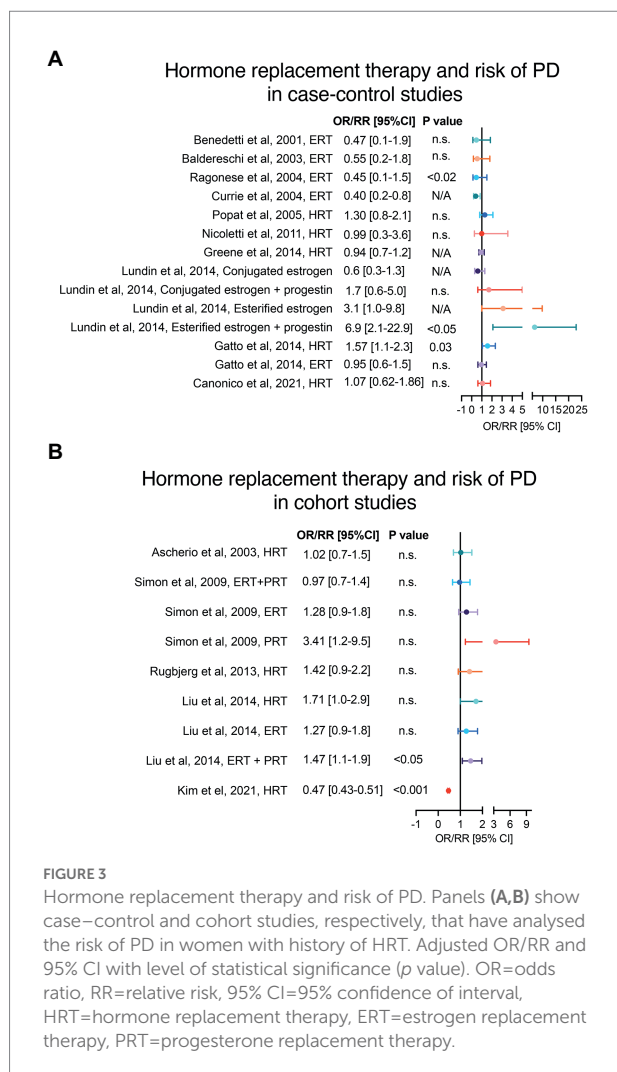 A
Hormone replacement therapy and risk of PD
in case-control studies
OR/RR [95%CI] P value
Benedetti et al, 2001, ERT 0.47 [0.1-1.9] n.s.
Baldereschi et al, 2003, ERT 0.55 [0.2-1.8] n.s.
Ragonese et al, 2004, ERT 0.45 [0.1-1.5] <0.02
Currie et al, 2004, ERT 0.40 [0.2-0.8] N/A
Popat et al, 2005, HRT 1.30 [0.8-2.1] n.s.
Nicoletti et al, 2011, HRT 0.99 [0.3-3.6] n.s.
Greene et al, 2014, HRT 0.94 [0.7-1.2] N/A
Lundin et al, 2014, Conjugated estrogen 0.6 [0.3-1.3] N/A
Lundin et al, 2014, Conjugated estrogen + progestin 1.7 [0.6-5.0] n.s.
Lundin et al, 2014, Esterified estrogen 3.1 [1.0-9.8] N/A
Lundin et al, 2014, Esterified estrogen + progestin 6.9 [2.1-22.9] <0.05
Gatto et al, 2014, HRT 1.57 [1.1-2.3] 0.03
Gatto et al, 2014, ERT 0.95 [0.6-1.5] n.s.
Canonico et al, 2021, HRT 1.07 [0.62-1.86] n.s.
-1 0 1 2 3 4 5 10 15 20 25
OR/RR [95% CI]
B
Hormone replacement therapy and risk of PD
in cohort studies
OR/RR [95%CI] P value
Ascherio et al, 2003, HRT 1.02 [0.7-1.5] n.s.
Simon et al, 2009, ERT+PRT 0.97 [0.7-1.4] n.s.
Simon et al, 2009, ERT 1.28 [0.9-1.8] n.s.
Simon et al, 2009, PRT 3.41 [1.2-9.5] n.s.
Rugbjerg et al, 2013, HRT 1.42 [0.9-2.2] n.s.
Liu et al, 2014, HRT 1.71 [1.0-2.9] n.s.
Liu et al, 2014, ERT 1.27 [0.9-1.8] n.s.
Liu et al, 2014, ERT + PRT 1.47 [1.1-1.9] <0.05
Kim el, 2021, HRT 0.47 [0.43-0.51] <0.001
-1 0 1 2 3 6 9
OR/RR [95% CI]
FIGURE 3
Hormone replacement therapy and risk of PD. Panels (A,B) show
case–control and cohort studies, respectively, that have analysed
the risk of PD in women with history of HRT. Adjusted OR/RR and
95% CI with level of statistical significance (p value). OR=odds
ratio, RR=relative risk, 95% CI=95% confidence of interval,
HRT=hormone replacement therapy, ERT=estrogen replacement
therapy, PRT=progesterone replacement therapy.